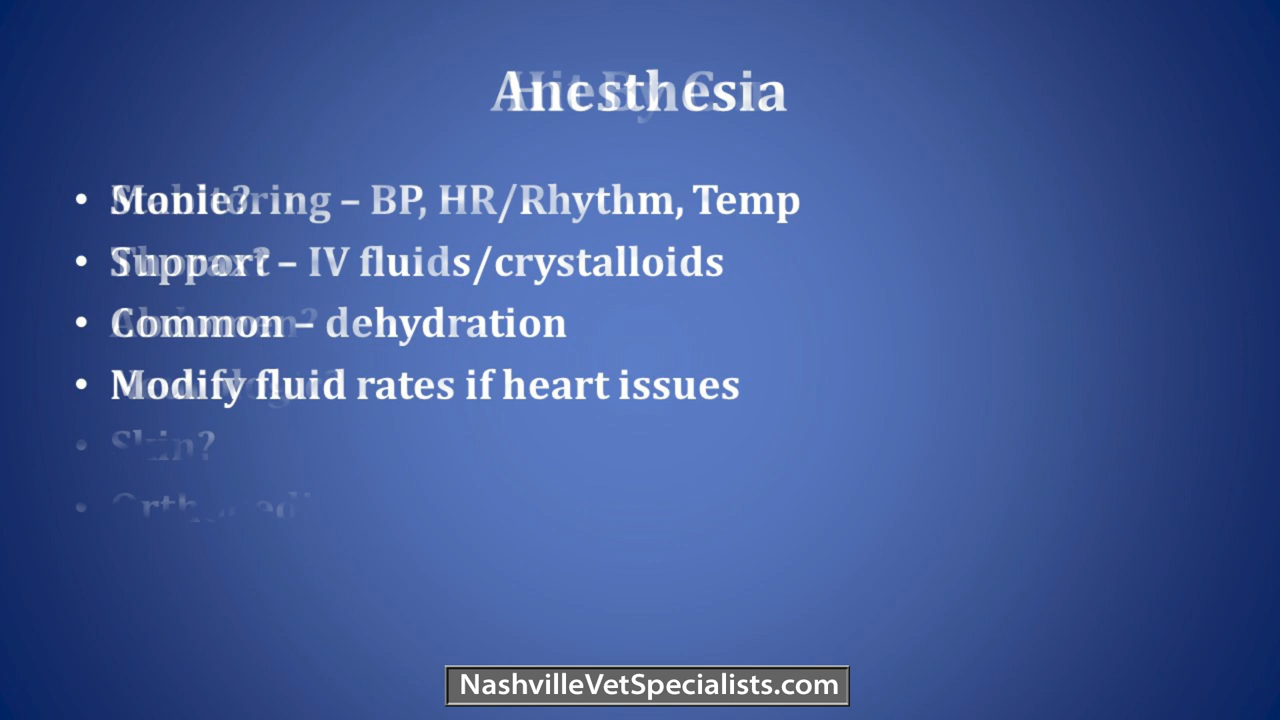 Anesthesia
• Monitoring – BP, HR/Rhythm, Temp
• Support – IV fluids/crystalloids
• Common – dehydration
• Modify fluid rates if heart issues
• Skin?
NashvilleVetSpecialists.com